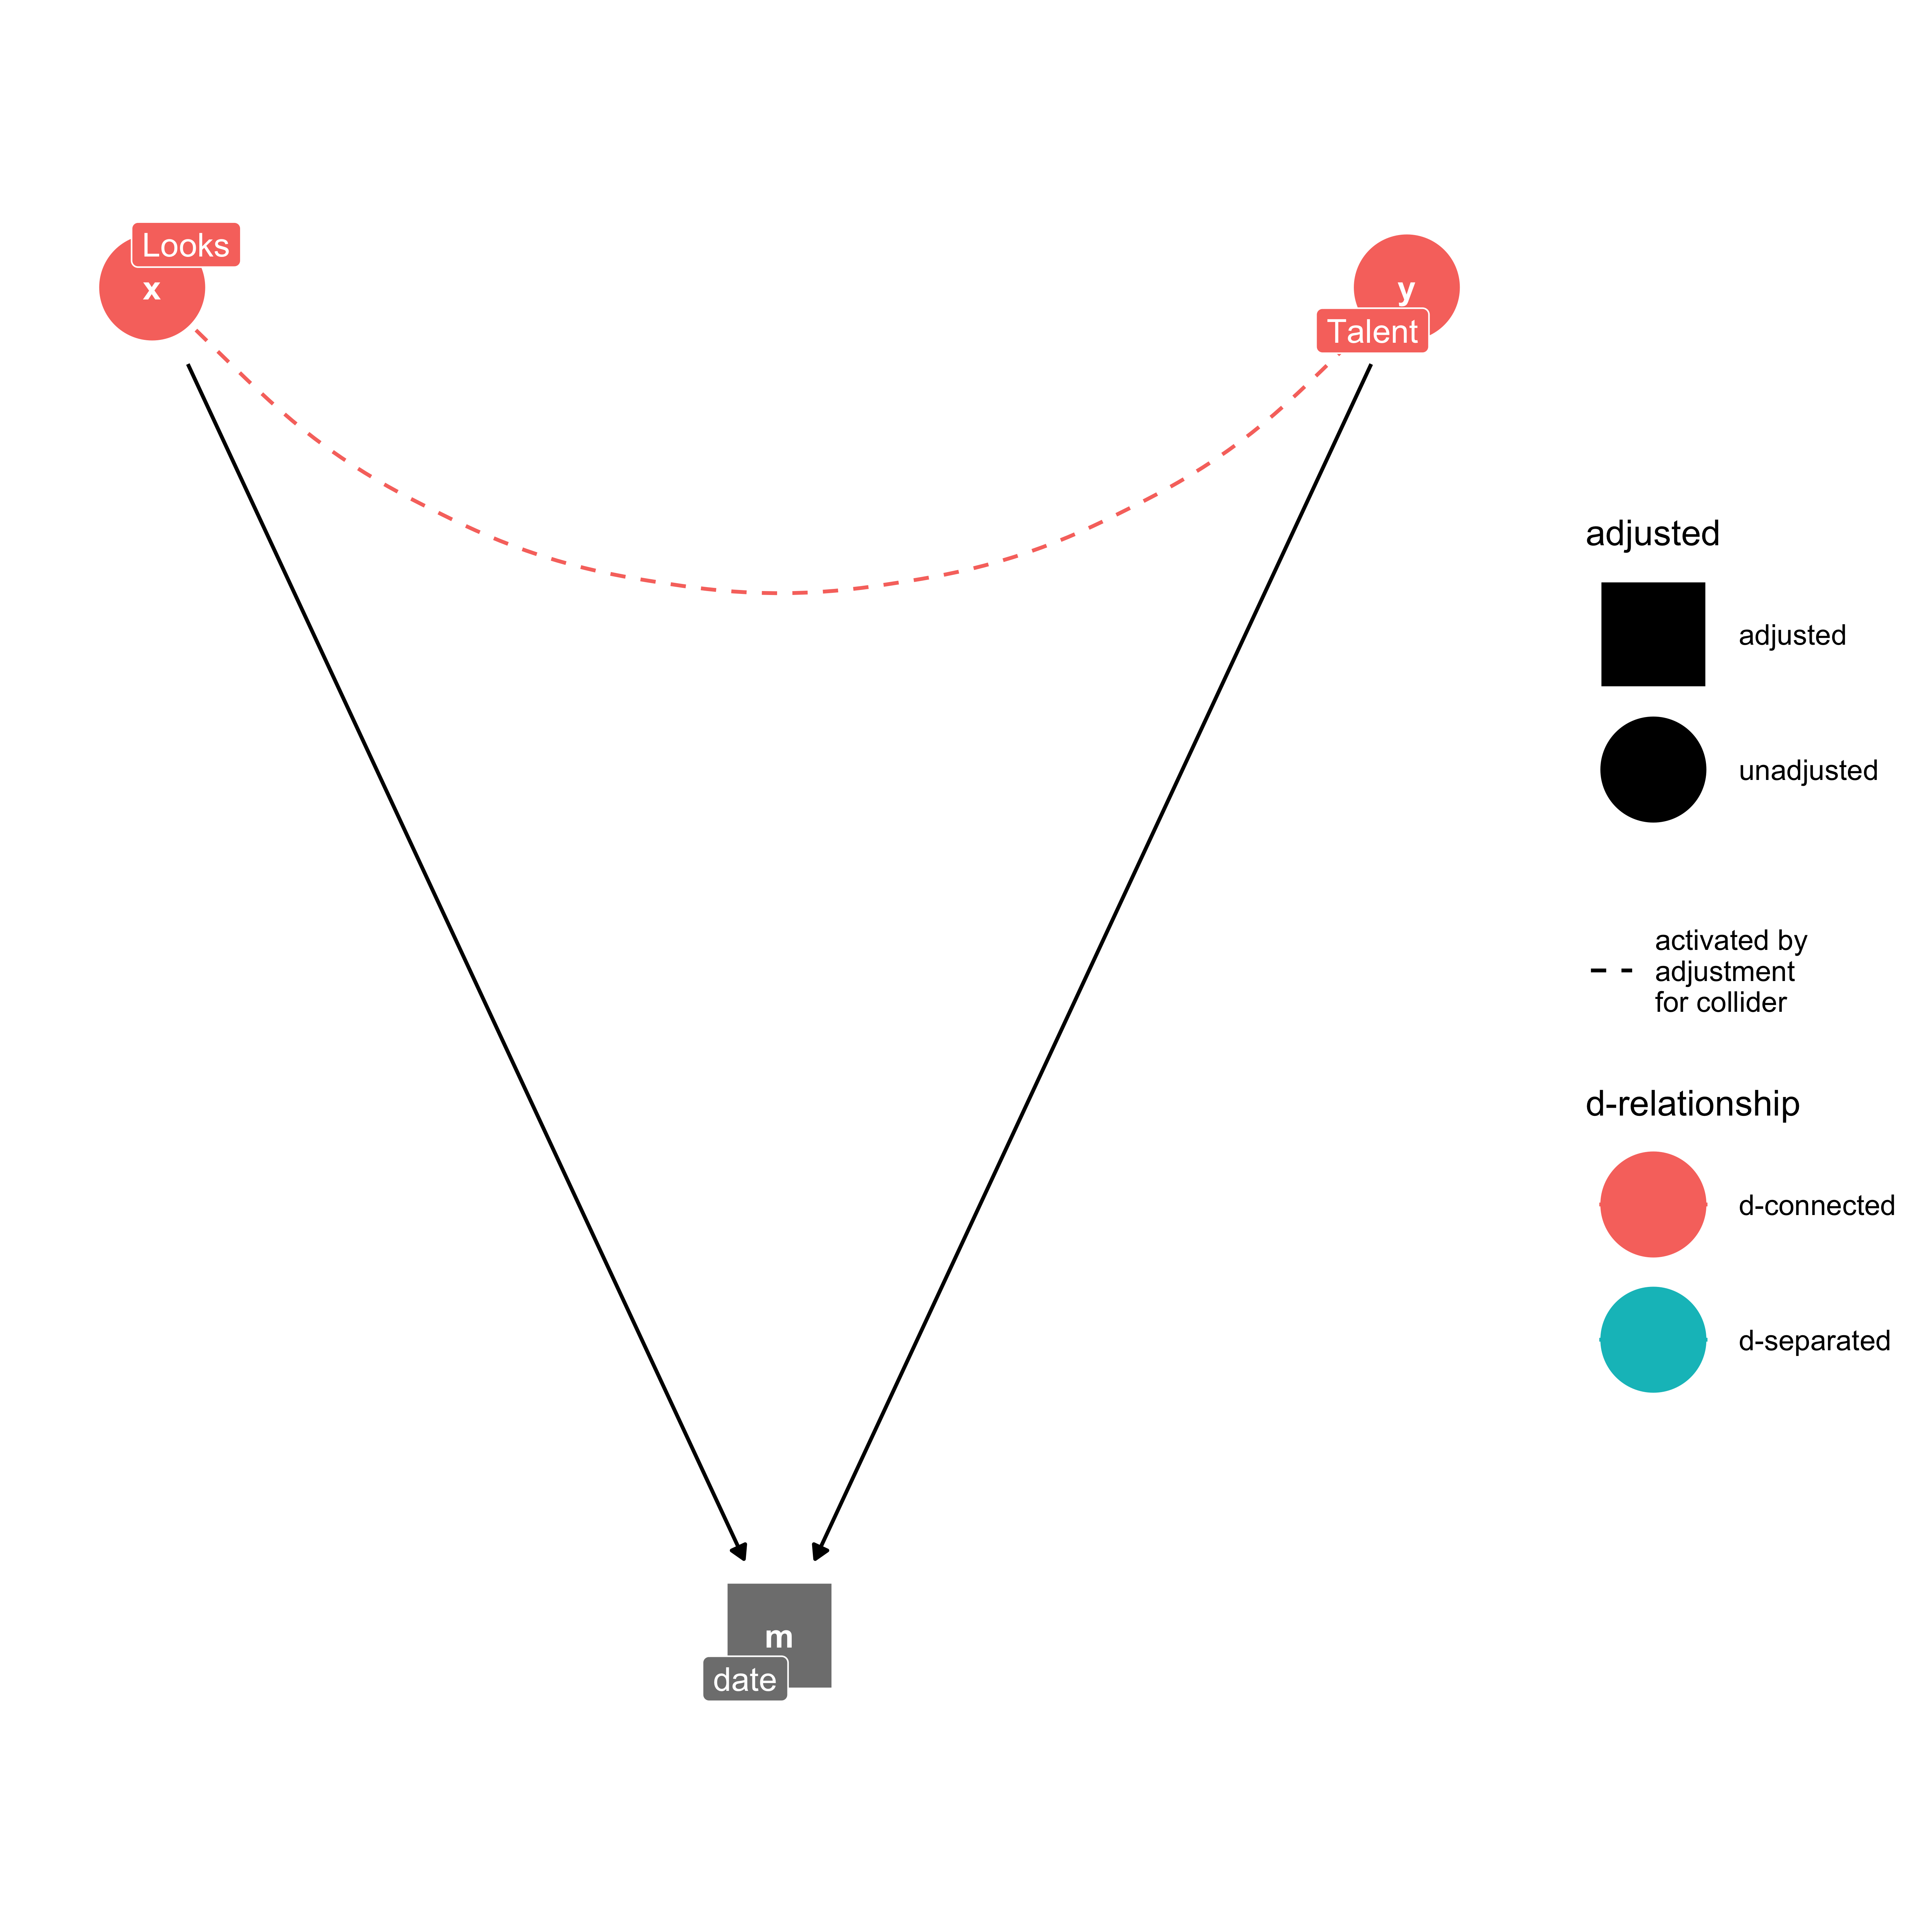 Looks
x
y
Talent
m
date
adjusted
adjusted
unadjusted
activated by
adjustment
for collider
d-relationship
d-connected
d-separated